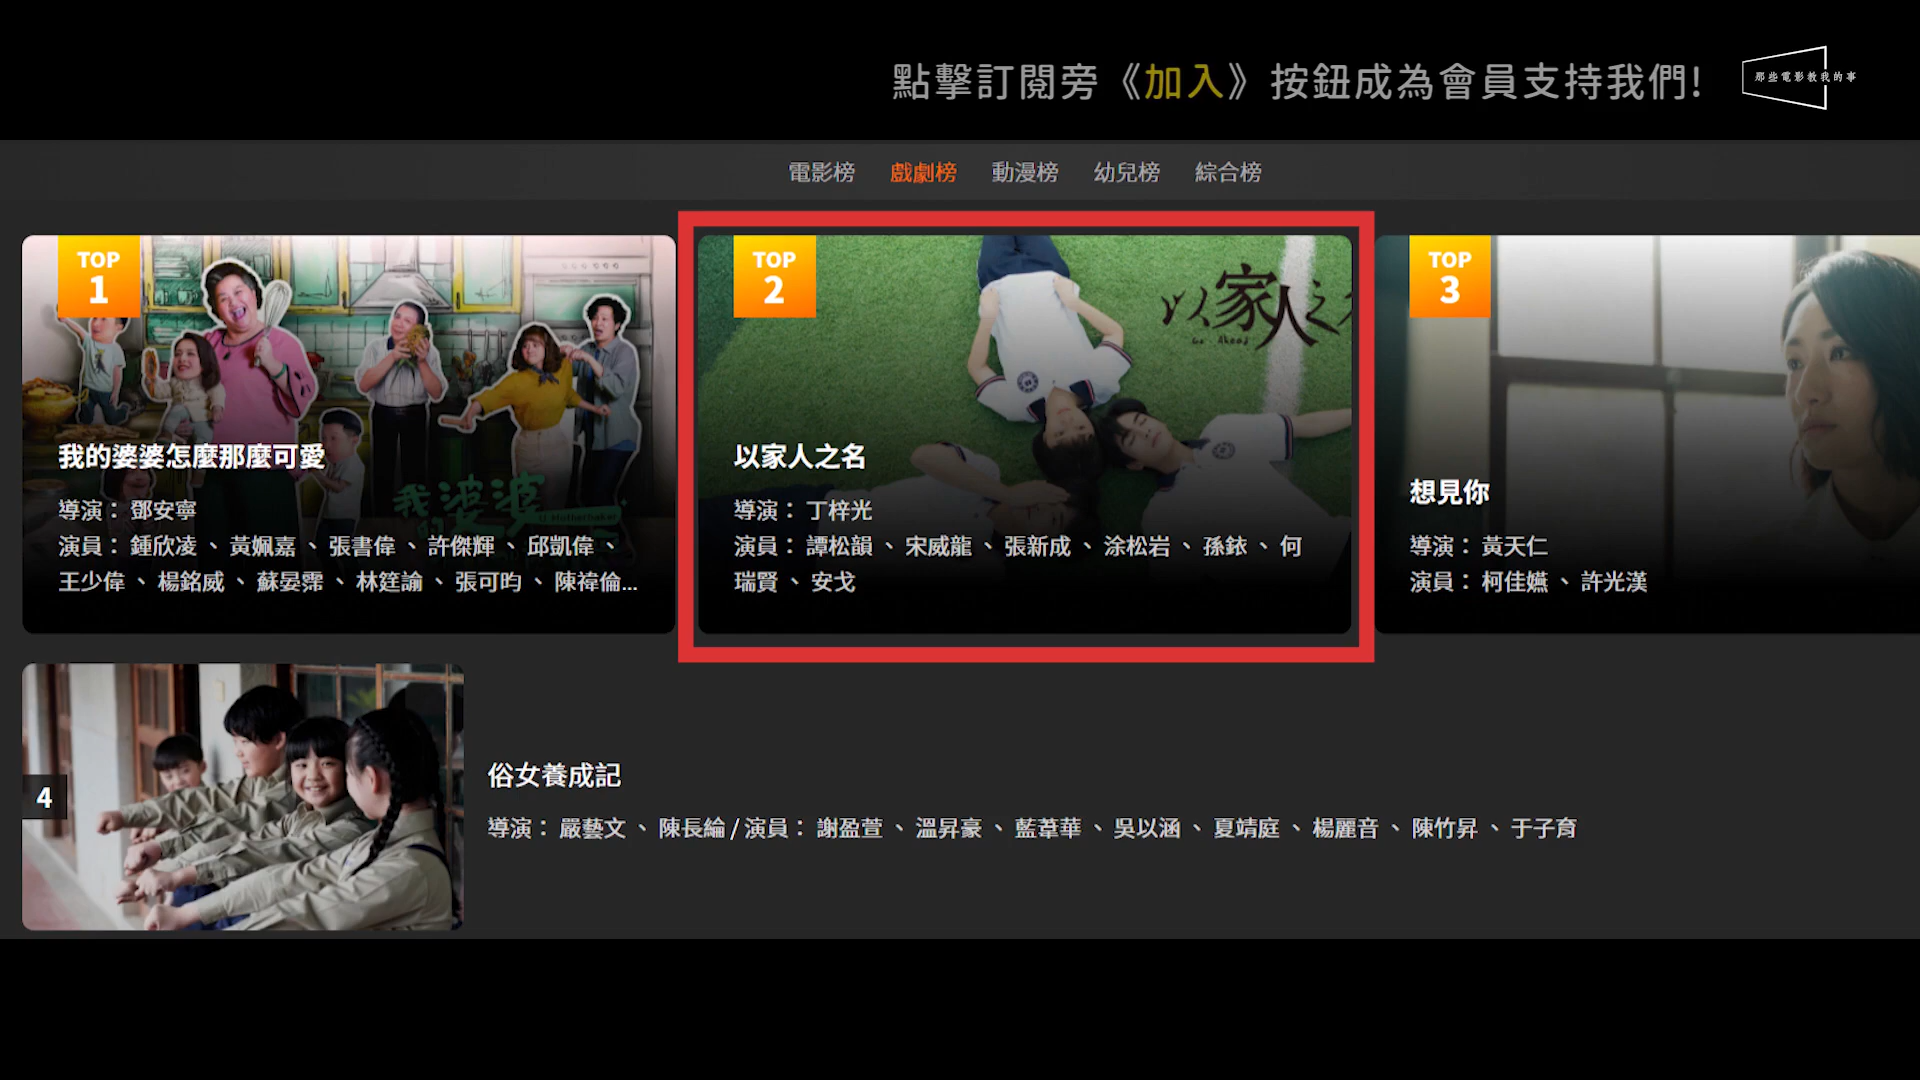 點擊訂閱旁《加入》按鈕成為會員支持我們!
那些電影教我的事
電影榜 戲劇榜 動漫榜 幼兒榜 綜合榜
TOP
1
我的婆婆怎麼那麼可愛
導演： 鄧安寧
演員： 鍾欣凌 、 黃姵嘉 、 張書偉 、 許傑輝 、 邱凱偉 、
王少偉 、 楊銘威 、 蘇晏霈 、 林筳諭 、 張可昀 、 陳禕倫...
TOP
2
以家人之
Go Ahead
以家人之名
導演： 丁梓光
演員： 譚松韻 、 宋威龍 、 張新成 、 涂松岩 、 孫銥 、 何
瑞賢 、 安戈
TOP
3
想見你
導演： 黃天仁
演員： 柯佳嬿 、 許光漢
4
俗女養成記
導演： 嚴藝文 、 陳長綸 / 演員： 謝盈萱 、 溫昇豪 、 藍葦華 、 吳以涵 、 夏靖庭 、 楊麗音 、 陳竹昇 、 于子育